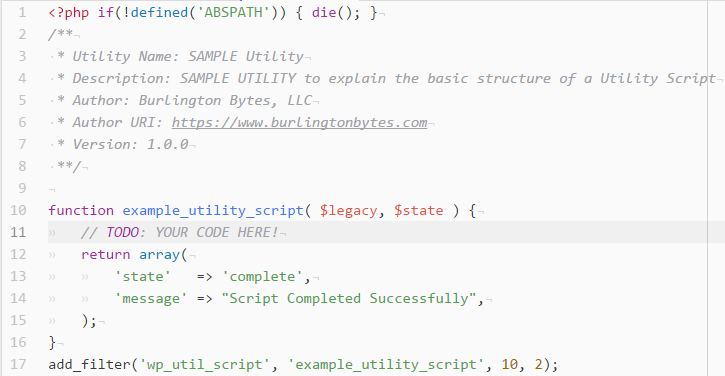 1 <?php if(!defined('ABSPATH')) { die(); }
2 /**
3  * Utility Name: SAMPLE Utility
4  * Description: SAMPLE UTILITY to explain the basic structure of a Utility Script
5  * Author: Burlington Bytes, LLC
6  * Author URI: https://www.burlingtonbytes.com
7  * Version: 1.0.0
8  **/
9
10 function example_utility_script( $legacy, $state ) {
11     // TODO: YOUR CODE HERE!
12     return array(
13         'state'   => 'complete',
14         'message' => "Script Completed Successfully",
15     );
16 }
17 add_filter('wp_util_script', 'example_utility_script', 10, 2);